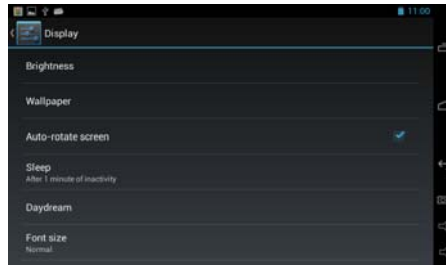 11:00
Display
Brightness
Wallpaper
Auto-rotate screen
Sleep
After 1 minute of inactivity
Daydream
Font size
Normal